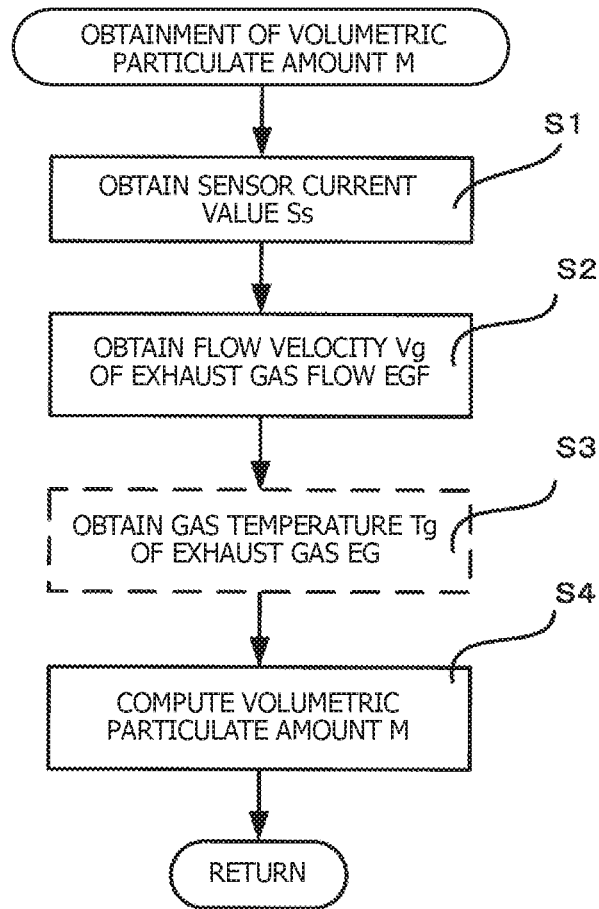 OBTAINMENT OF VOLUMETRIC
PARTICULATE AMOUNT M
S1
OBTAIN SENSOR CURRENT
VALUE Ss
S2
OBTAIN FLOW VELOCITY Vg
OF EXHAUST GAS FLOW EGF
S3
OBTAIN GAS TEMPERATURE Tg
OF EXHAUST GAS EG
S4
COMPUTE VOLUMETRIC
PARTICULATE AMOUNT M
RETURN